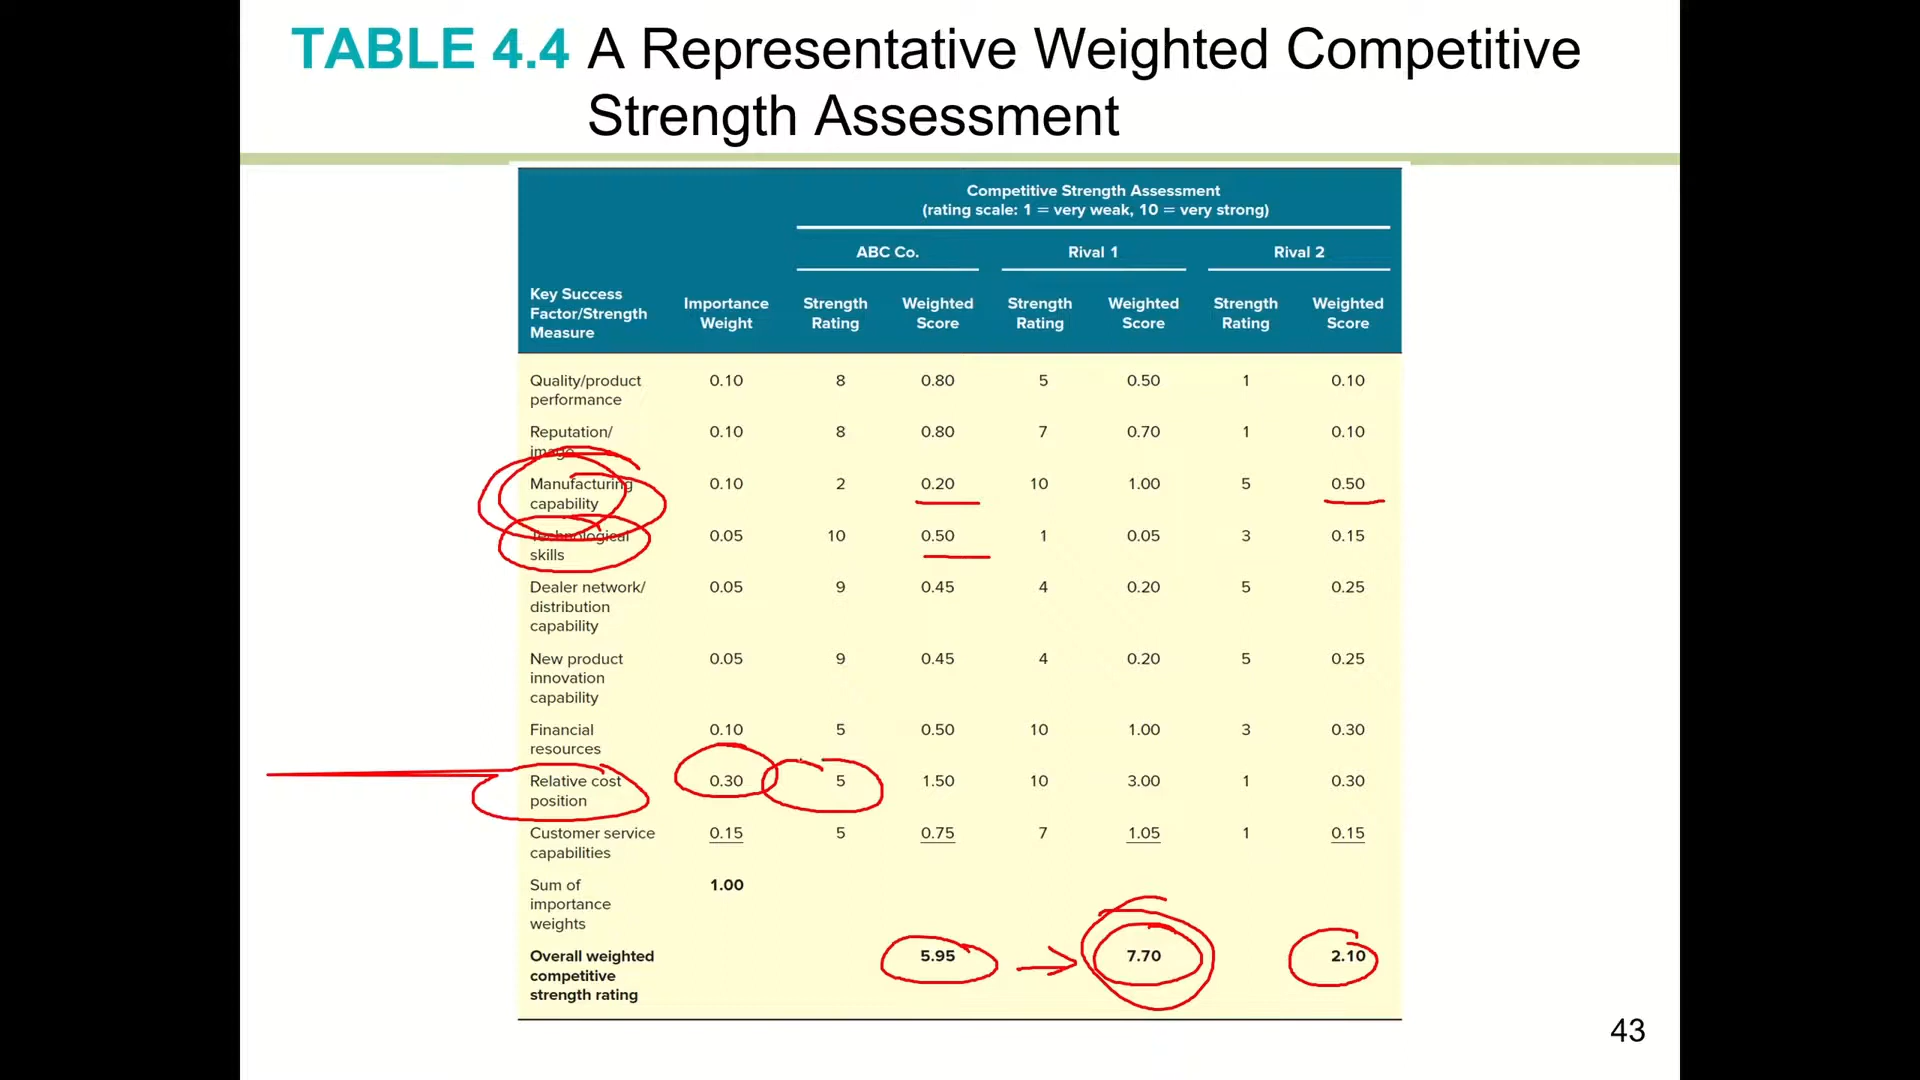 TABLE 4.4 A Representative Weighted Competitive
Strength Assessment
Competitive Strength Assessment
(rating scale: 1 = very weak, 10 = very strong)
ABC Co. Rival 1 Rival 2
Key Success
Factor/Strength
Measure
Importance
Weight
Strength
Rating
Weighted
Score
Strength
Rating
Weighted
Score
Strength
Rating
Weighted
Score
Quality/product
performance
0.10 8 0.80 5 0.50 1 0.10
Reputation/
image
0.10 8 0.80 7 0.70 1 0.10
Manufacturing
capability
0.10 2 0.20 10 1.00 5 0.50
Technological
skills
0.05 10 0.50 1 0.05 3 0.15
Dealer network/
distribution
capability
0.05 9 0.45 4 0.20 5 0.25
New product
innovation
capability
0.05 9 0.45 4 0.20 5 0.25
Financial
resources
0.10 5 0.50 10 1.00 3 0.30
Relative cost
position
0.30 5 1.50 10 3.00 1 0.30
Customer service
capabilities
0.15 5 0.75 7 1.05 1 0.15
Sum of
importance
weights
1.00
Overall weighted
competitive
strength rating
5.95 7.70 2.10
43